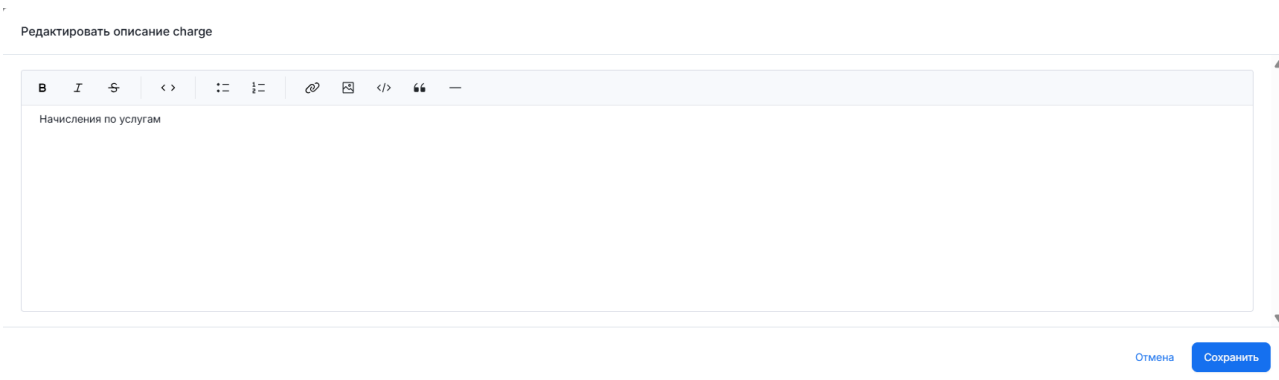 Редактировать описание charge
B I S <> </> “ —
Начисления по услугам
Отмена Сохранить